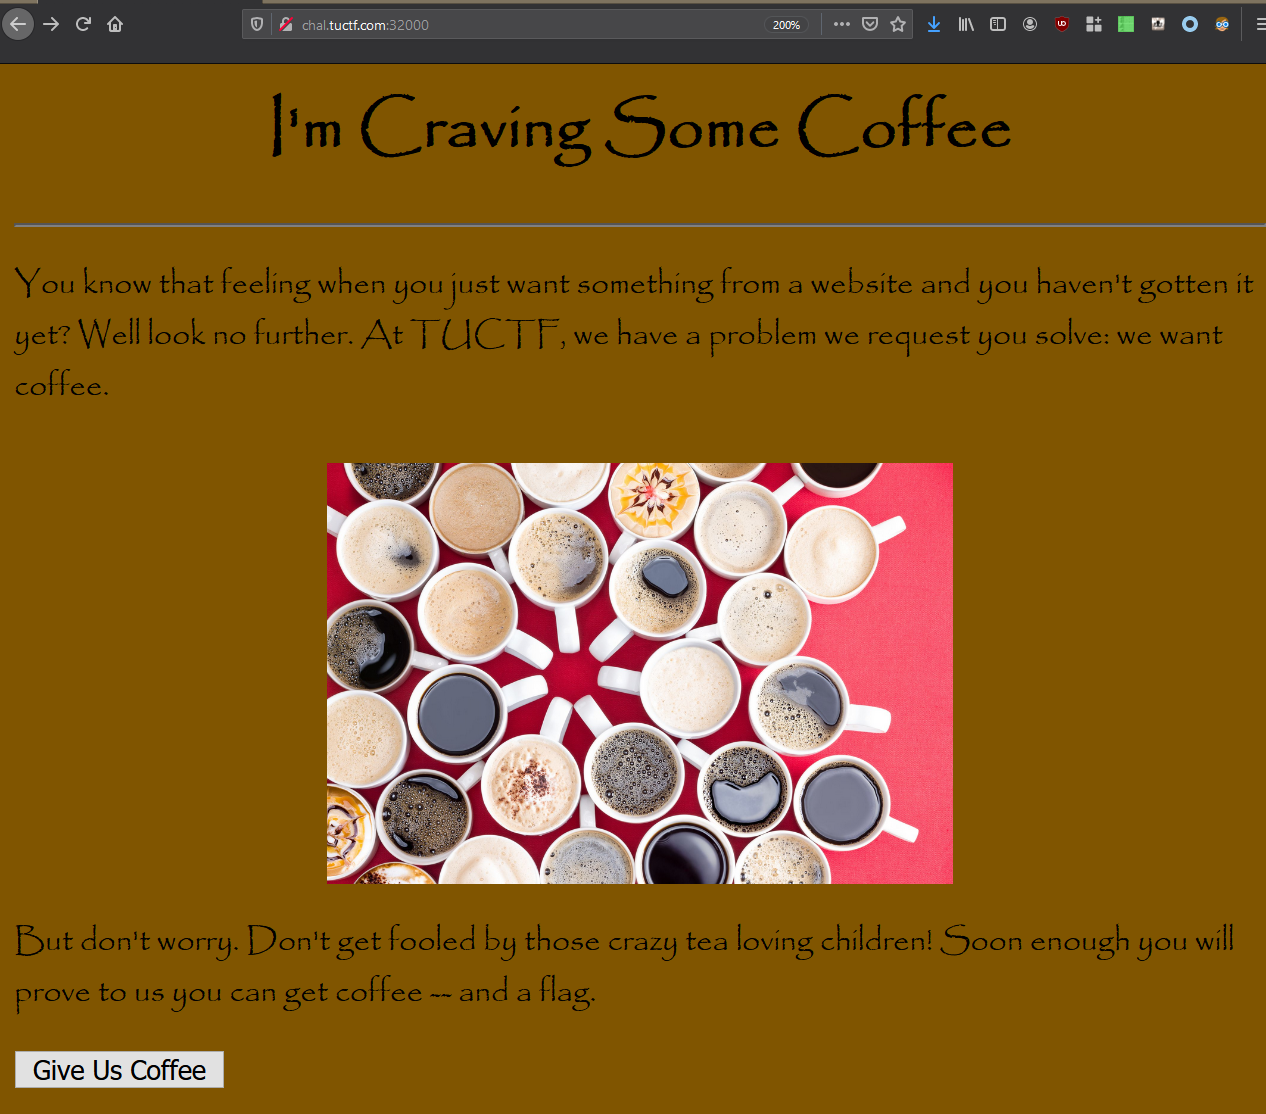 chal.tuctf.com:32000
200%
I'm Craving Some Coffee
You know that feeling when you just want something from a website and you haven't gotten it
yet? Well look no further. At TUCTF, we have a problem we request you solve: we want
coffee.
But don't worry. Don't get fooled by those crazy tea loving children! Soon enough you will
prove to us you can get coffee -- and a flag.
Give Us Coffee